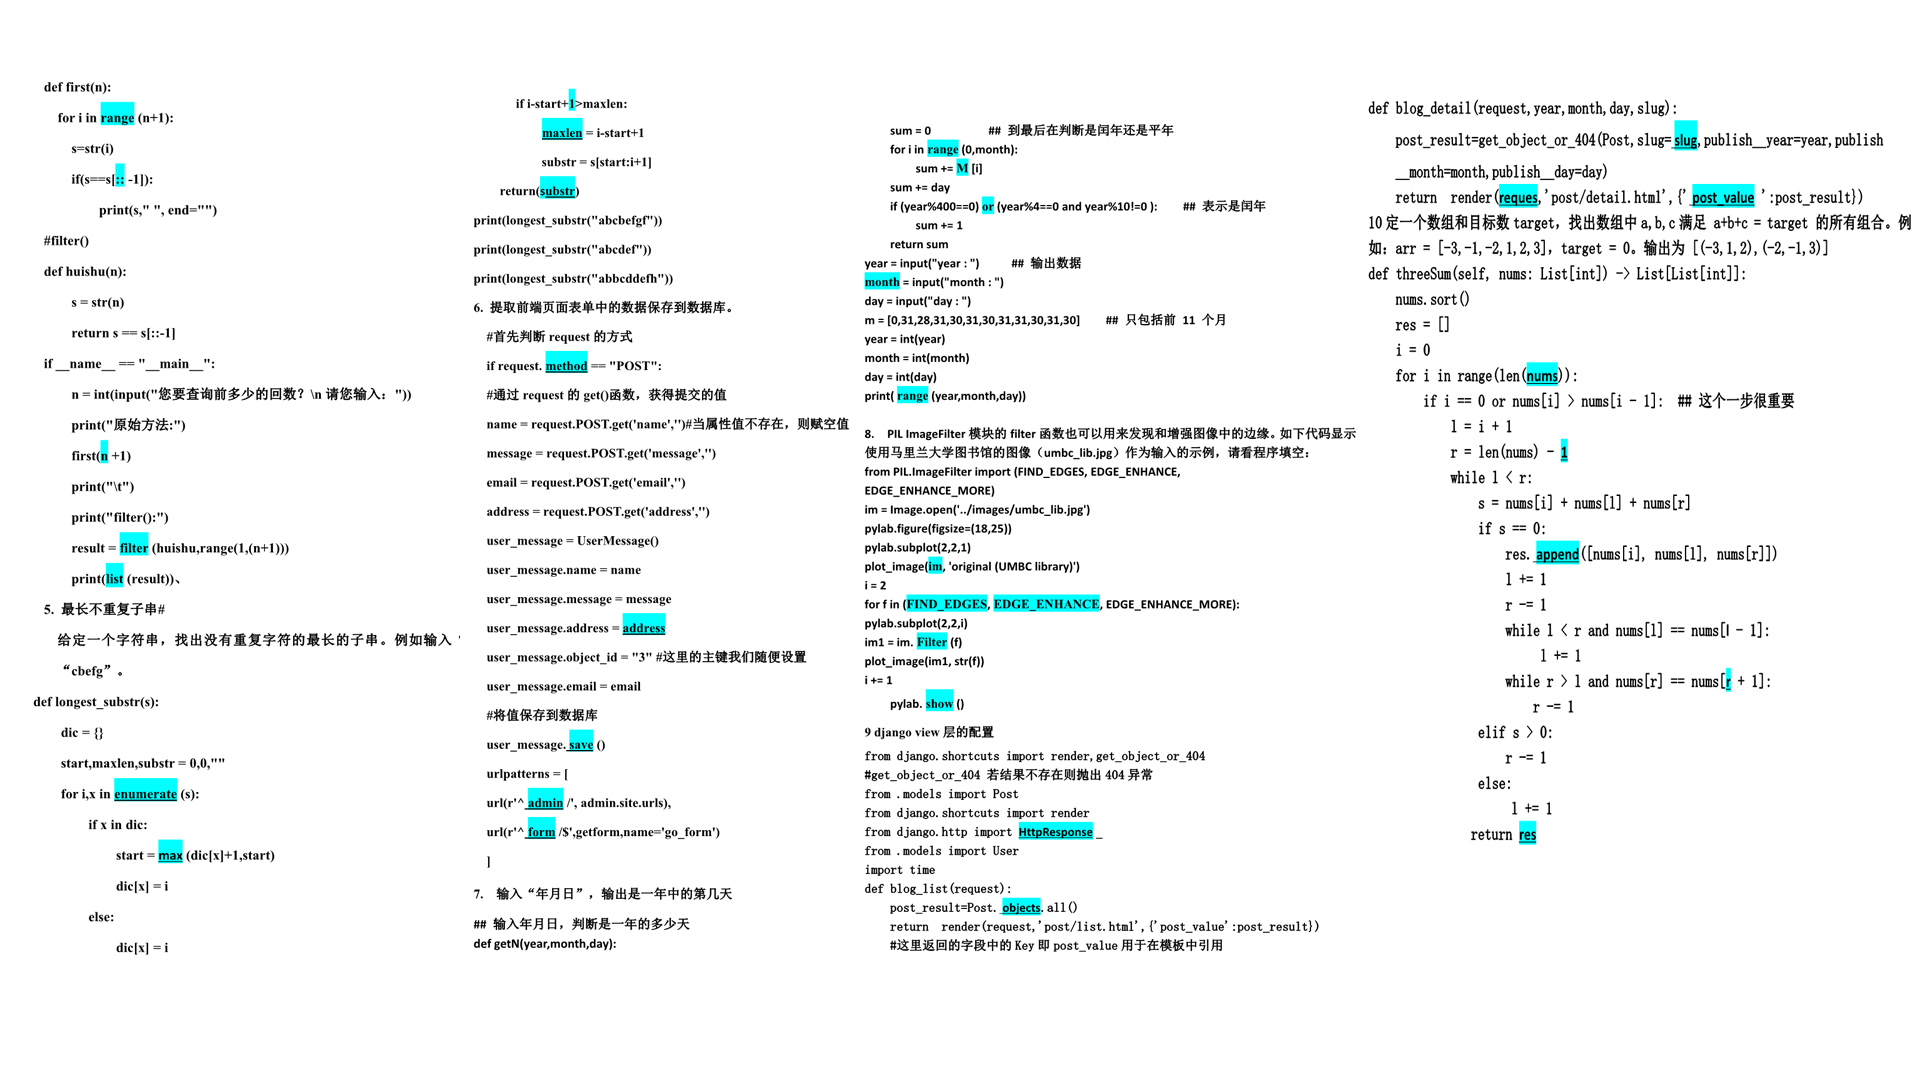 def first(n):
for i in range (n+1):
s=str(i)
if(s==s[:: -1]):
print(s," ", end="")
#filter()
def huishu(n):
s = str(n)
return s == s[::-1]
if __name__ == "__main__":
n = int(input("您要查询前多少的回数？\n 请您输入："))
print("原始方法:")
first(n +1)
print("\t")
print("filter():")
result = filter (huishu,range(1,(n+1)))
print(list (result))、
5. 最长不重复子串#
给定一个字符串，找出没有重复字符的最长的子串。例如输入 '
“cbefg”。
def longest_substr(s):
dic = {}
start,maxlen,substr = 0,0,""
for i,x in enumerate (s):
if x in dic:
start = max (dic[x]+1,start)
dic[x] = i
else:
dic[x] = i
if i-start+1>maxlen:
maxlen = i-start+1
substr = s[start:i+1]
return(substr)
print(longest_substr("abcbefgf"))
print(longest_substr("abcdef"))
print(longest_substr("abbcddefh"))
6. 提取前端页面表单中的数据保存到数据库。
#首先判断 request 的方式
if request. method == "POST":
#通过 request 的 get()函数，获得提交的值
name = request.POST.get('name','')#当属性值不存在，则赋空值
message = request.POST.get('message','')
email = request.POST.get('email','')
address = request.POST.get('address','')
user_message = UserMessage()
user_message.name = name
user_message.message = message
user_message.address = address
user_message.object_id = "3" #这里的主键我们随便设置
user_message.email = email
#将值保存到数据库
user_message. save ()
urlpatterns = [
url(r'^ admin /', admin.site.urls),
url(r'^ form /$',getform,name='go_form')
]
7. 输入“年月日”，输出是一年中的第几天
## 输入年月日，判断是一年的多少天
def getN(year,month,day):
sum = 0 ## 到最后在判断是闰年还是平年
for i in range (0,month):
sum += M [i]
sum += day
if (year%400==0) or (year%4==0 and year%10!=0 ): ## 表示是闰年
sum += 1
return sum
year = input("year : ") ## 输出数据
month = input("month : ")
day = input("day : ")
m = [0,31,28,31,30,31,30,31,31,30,31,30] ## 只包括前 11 个月
year = int(year)
month = int(month)
day = int(day)
print( range (year,month,day))
8. PIL ImageFilter 模块的 filter 函数也可以用来发现和增强图像中的边缘。如下代码显示
使用马里兰大学图书馆的图像（umbc_lib.jpg）作为输入的示例，请看程序填空：
from PIL.ImageFilter import (FIND_EDGES, EDGE_ENHANCE,
EDGE_ENHANCE_MORE)
im = Image.open('../images/umbc_lib.jpg')
pylab.figure(figsize=(18,25))
pylab.subplot(2,2,1)
plot_image(im, 'original (UMBC library)')
i = 2
for f in (FIND_EDGES, EDGE_ENHANCE, EDGE_ENHANCE_MORE):
pylab.subplot(2,2,i)
im1 = im. Filter (f)
plot_image(im1, str(f))
i += 1
pylab. show ()
9 django view 层的配置
from django.shortcuts import render,get_object_or_404
#get_object_or_404 若结果不存在则抛出 404 异常
from .models import Post
from django.shortcuts import render
from django.http import HttpResponse _
from .models import User
import time
def blog_list(request):
post_result=Post. objects.all()
return render(request,'post/list.html',{'post_value':post_result})
#这里返回的字段中的 Key 即 post_value 用于在模板中引用
def blog_detail(request,year,month,day,slug):
post_result=get_object_or_404(Post,slug= slug,publish__year=year,publish
__month=month,publish__day=day)
return render(reques,'post/detail.html',{' post_value ':post_result})
10 定一个数组和目标数 target，找出数组中 a,b,c 满足 a+b+c = target 的所有组合。例
如：arr = [-3,-1,-2,1,2,3]，target = 0。输出为 [(-3,1,2),(-2,-1,3)]
def threeSum(self, nums: List[int]) -> List[List[int]]:
nums.sort()
res = []
i = 0
for i in range(len(nums)):
if i == 0 or nums[i] > nums[i - 1]: ## 这个一步很重要
l = i + 1
r = len(nums) - 1
while l < r:
s = nums[i] + nums[l] + nums[r]
if s == 0:
res. append([nums[i], nums[l], nums[r]])
l += 1
r -= 1
while l < r and nums[l] == nums[l - 1]:
l += 1
while r > l and nums[r] == nums[r + 1]:
r -= 1
elif s > 0:
r -= 1
else:
l += 1
return res